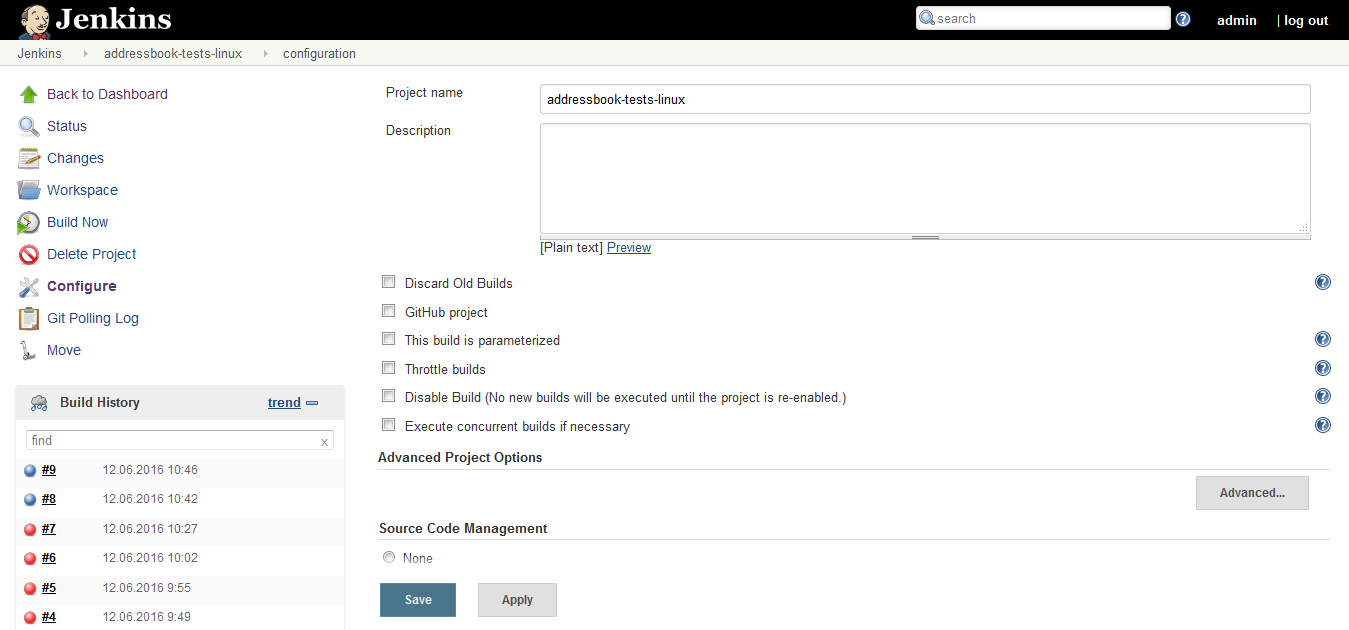 Jenkins
search
?
admin
| log out
Jenkins
addressbook-tests-linux
configuration
Back to Dashboard
Status
Changes
Workspace
Build Now
Delete Project
Configure
Git Polling Log
Move
Build History
trend
find
x
#9 12.06.2016 10:46
#8 12.06.2016 10:42
#7 12.06.2016 10:27
#6 12.06.2016 10:02
#5 12.06.2016 9:55
#4 12.06.2016 9:49
Project name
addressbook-tests-linux
Description
[Plain text] Preview
Discard Old Builds
?
GitHub project
This build is parameterized
?
Throttle builds
?
Disable Build (No new builds will be executed until the project is re-enabled.)
?
Execute concurrent builds if necessary
?
Advanced Project Options
Advanced...
Source Code Management
None
Save
Apply